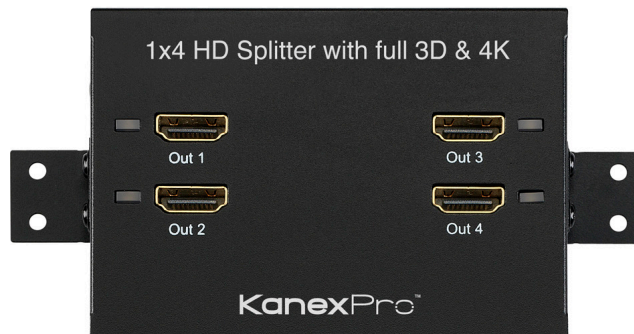 1x4 HD Splitter with full 3D & 4K
Out 1
Out 3
Out 2
Out 4
KanexPro™